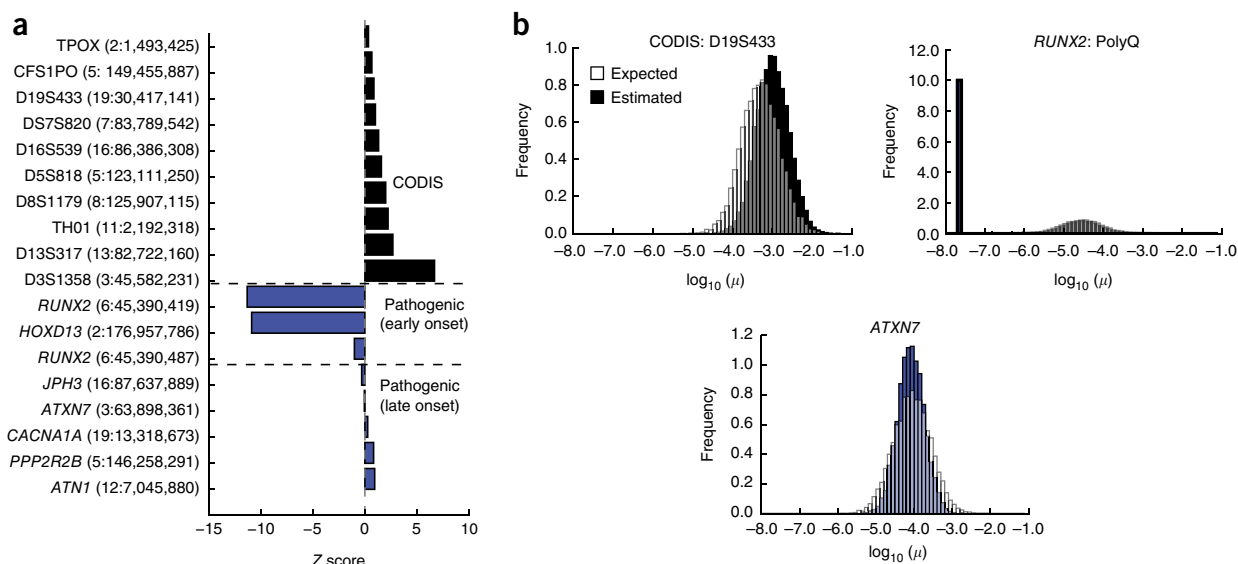 a
TPOX (2:1,493,425)
CFS1PO (5: 149,455,887)
D19S433 (19:30,417,141)
DS7S820 (7:83,789,542)
D16S539 (16:86,386,308)
D5S818 (5:123,111,250)
D8S1179 (8:125,907,115)
TH01 (11:2,192,318)
D13S317 (13:82,722,160)
D3S1358 (3:45,582,231)
RUNX2 (6:45,390,419)
HOXD13 (2:176,957,786)
RUNX2 (6:45,390,487)
JPH3 (16:87,637,889)
ATXN7 (3:63,898,361)
CACNA1A (19:13,318,673)
PPP2R2B (5:146,258,291)
ATN1 (12:7,045,880)
CODIS
Pathogenic
(early onset)
Pathogenic
(late onset)
−15 −10 −5 0 5 10
Z score
b
CODIS: D19S433
Expected
Estimated
Frequency
1.0
0.8
0.6
0.4
0.2
0.0
−8.0 −7.0 −6.0 −5.0 −4.0 −3.0 −2.0 −1.0
log10 (μ)
RUNX2: PolyQ
Frequency
12.0
10.0
8.0
6.0
4.0
2.0
0.0
−8.0 −7.0 −6.0 −5.0 −4.0 −3.0 −2.0 −1.0
log10 (μ)
ATXN7
Frequency
1.2
1.0
0.8
0.6
0.4
0.2
0.0
−8.0 −7.0 −6.0 −5.0 −4.0 −3.0 −2.0 −1.0
log10 (μ)